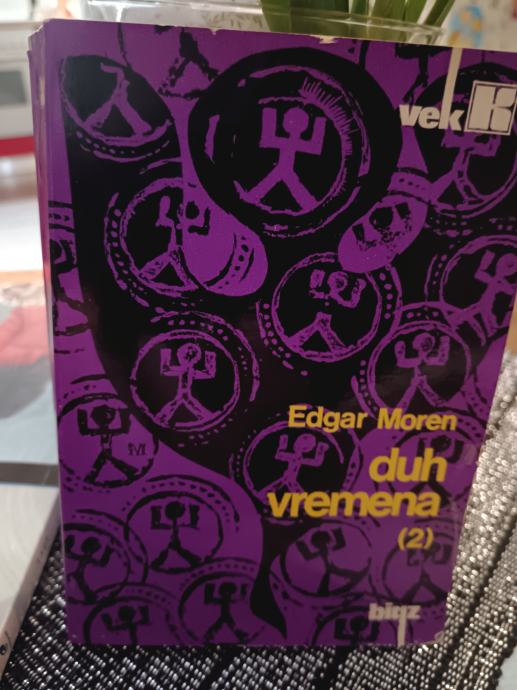 vek
Edgar Moren
duh
vremena
(2)
bigz